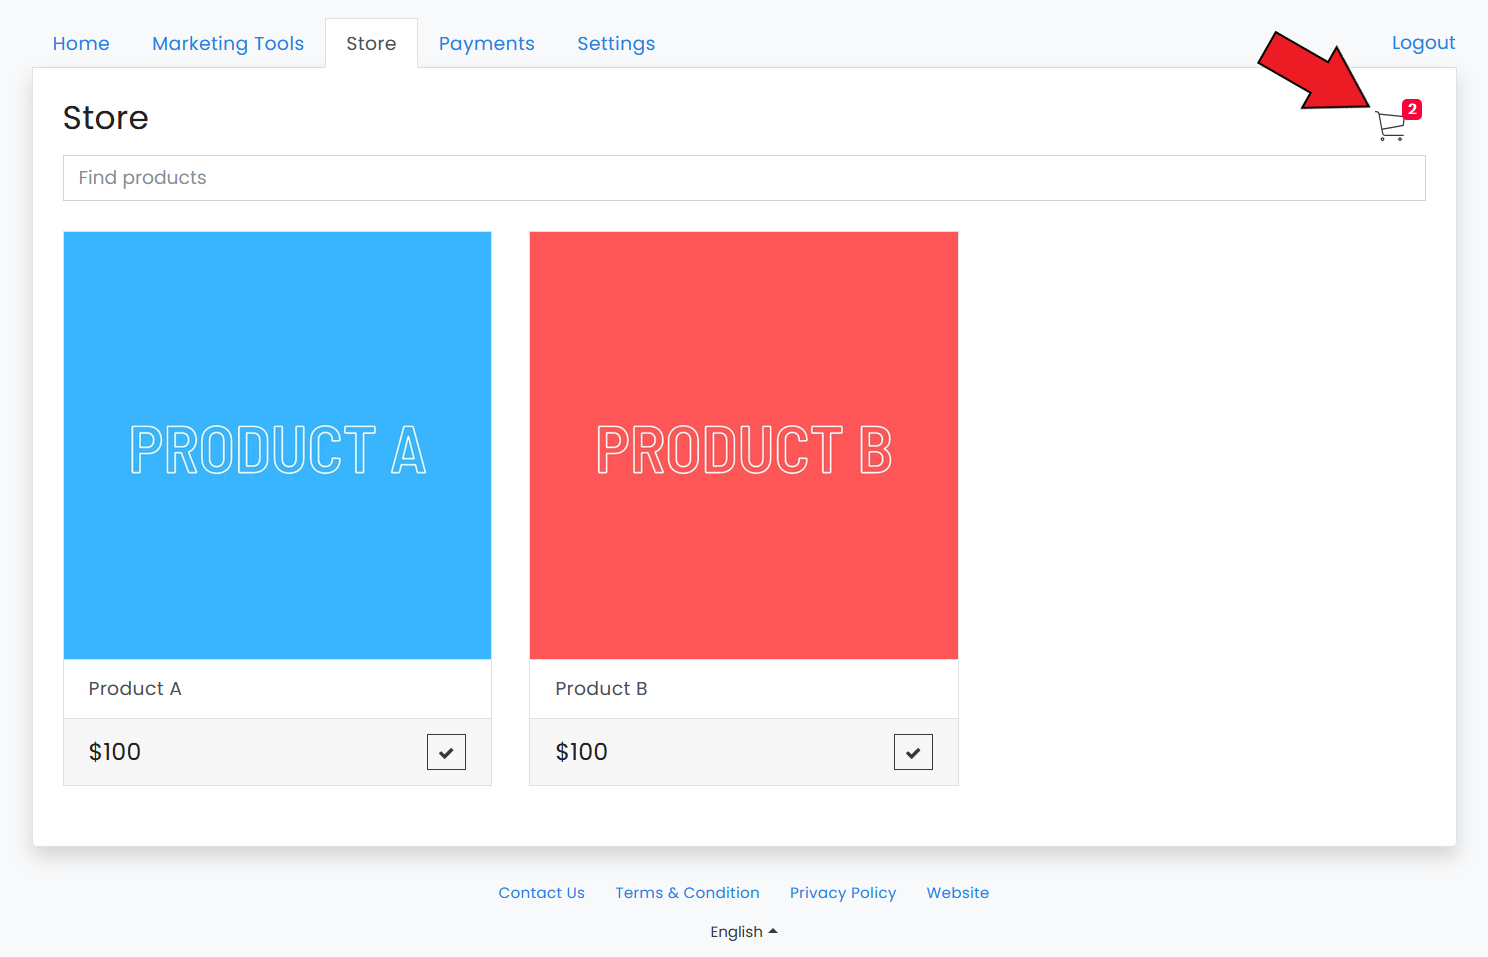 Home Marketing Tools Store Payments Settings Logout
Store
2
Find products
PRODUCT A PRODUCT B
Product A Product B
$100 $100
Contact Us Terms & Condition Privacy Policy Website
English